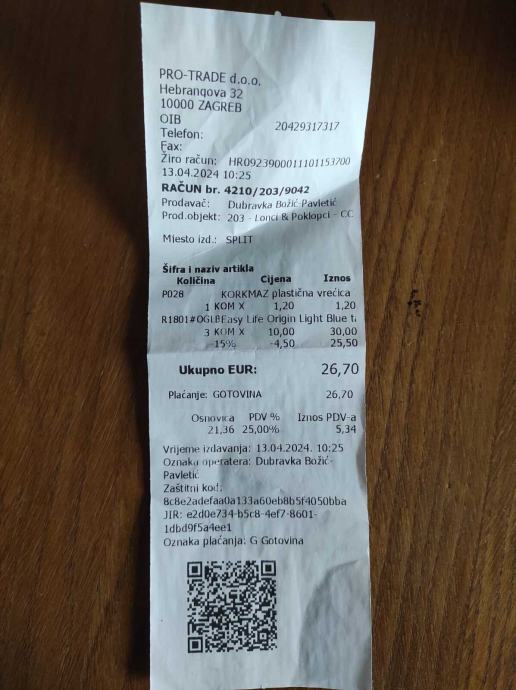 PRO-TRADE d.o.o.
Hebrangova 32
10000 ZAGREB
OIB 20429317317
Telefon:
Fax:
Žiro račun: HR0923900011101153700
13.04.2024 10:25
RAČUN br. 4210/203/9042
Prodavač: Dubravka Božić-Pavletić
Prod.objekt: 203 - Lonci & Poklopci - CC
Mjesto izd.: SPLIT
Šifra i naziv artikla
Količina Cijena Iznos
P028 KORKMAZ plastična vrećica
1 KOM X 1,20 1,20
R1801#OGLBEasy Life Origin Light Blue ta
3 KOM X 10,00 30,00
-15% -4,50 25,50
Ukupno EUR: 26,70
Plaćanje: GOTOVINA 26,70
Osnovica PDV % Iznos PDV-a
21,36 25,00% 5,34
Vrijeme izdavanja: 13.04.2024. 10:25
Oznaka operatera: Dubravka Božić-
Pavletić
Zaštitni kod:
8c8e2adefaa0a133a60eb8b5f4050bba
JIR: e2d0e734-b5c8-4ef7-8601-
1dbd9f5a4ee1
Oznaka plaćanja: G Gotovina